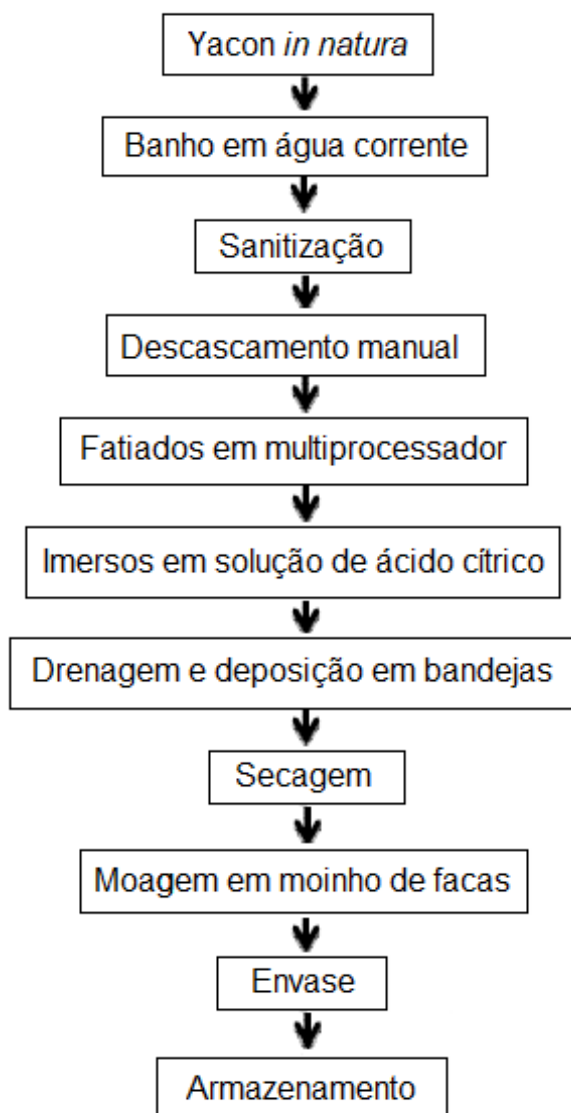 Yacon in natura
Banho em água corrente
Sanitização
Descascamento manual
Fatiados em multiprocessador
Imersos em solução de ácido cítrico
Drenagem e deposição em bandejas
Secagem
Moagem em moinho de facas
Envase
Armazenamento